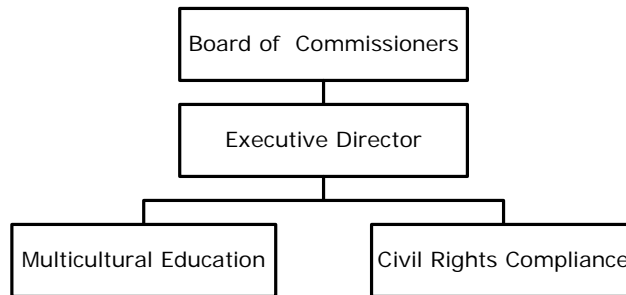 Board of Commissioners
Executive Director
Multicultural Education
Civil Rights Compliance